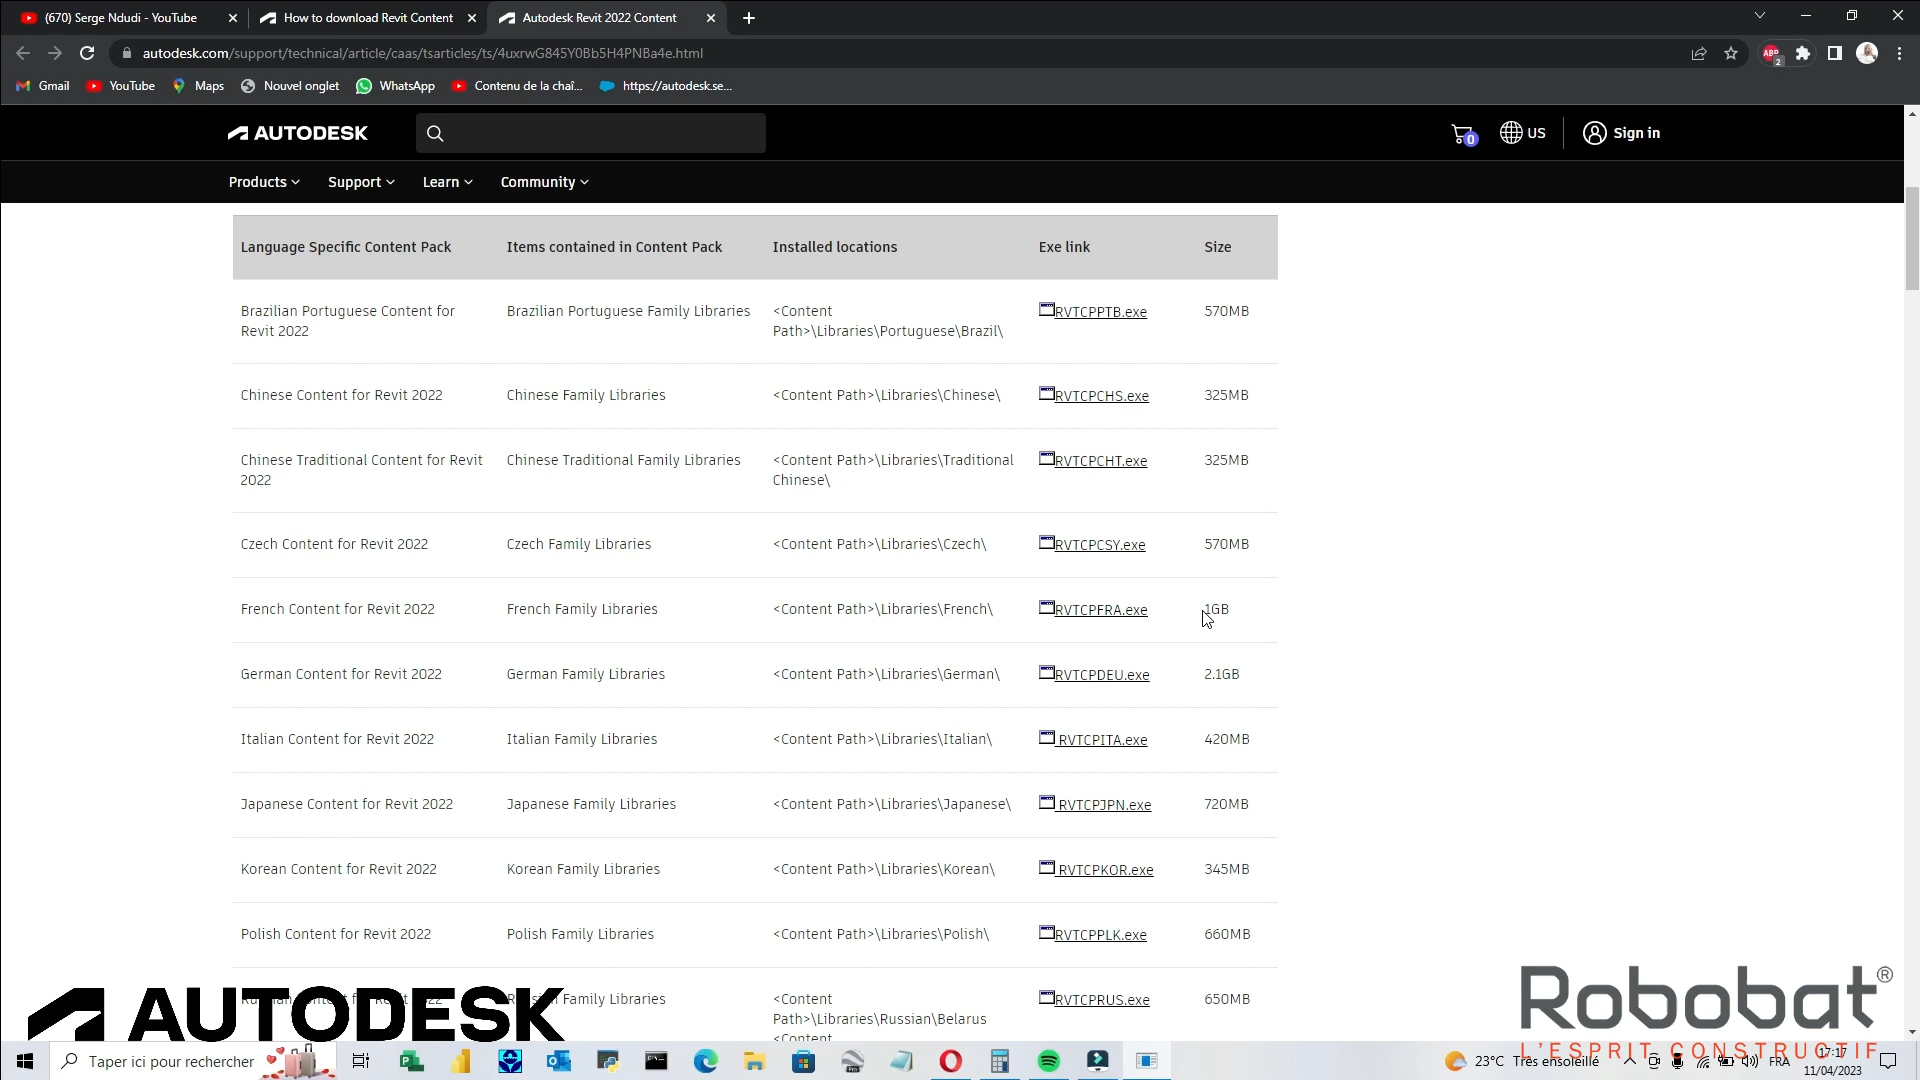 (670) Serge Ndudi - YouTube
How to download Revit Content
Autodesk Revit 2022 Content
autodesk.com/support/technical/article/caas/tsarticles/ts/4uxrwG845Y0Bb5H4PNBa4e.html
ABP
2
Gmail
YouTube
Maps
Nouvel onglet
WhatsApp
Contenu de la chaî...
https://autodesk.se...
AUTODESK
0
US
Sign in
Products
Support
Learn
Community
Language Specific Content Pack
Items contained in Content Pack
Installed locations
Exe link
Size
Brazilian Portuguese Content for
Revit 2022
Brazilian Portuguese Family Libraries
<Content
Path>\Libraries\Portuguese\Brazil\
RVTCPPTB.exe
570MB
Chinese Content for Revit 2022
Chinese Family Libraries
<Content Path>\Libraries\Chinese\
RVTCPCHS.exe
325MB
Chinese Traditional Content for Revit
2022
Chinese Traditional Family Libraries
<Content Path>\Libraries\Traditional
Chinese\
RVTCPCHT.exe
325MB
Czech Content for Revit 2022
Czech Family Libraries
<Content Path>\Libraries\Czech\
RVTCPCSY.exe
570MB
French Content for Revit 2022
French Family Libraries
<Content Path>\Libraries\French\
RVTCPFRA.exe
1GB
German Content for Revit 2022
German Family Libraries
<Content Path>\Libraries\German\
RVTCPDEU.exe
2.1GB
Italian Content for Revit 2022
Italian Family Libraries
<Content Path>\Libraries\Italian\
RVTCPITA.exe
420MB
Japanese Content for Revit 2022
Japanese Family Libraries
<Content Path>\Libraries\Japanese\
RVTCPJPN.exe
720MB
Korean Content for Revit 2022
Korean Family Libraries
<Content Path>\Libraries\Korean\
RVTCPKOR.exe
345MB
Polish Content for Revit 2022
Polish Family Libraries
<Content Path>\Libraries\Polish\
RVTCPPLK.exe
660MB
Family Libraries
<Content
Path>\Libraries\Russian\Belarus
<Content
RVTCPRUS.exe
650MB
AUTODESK
Robobat®
L'ESPRIT CONSTRUCTIF
Taper ici pour rechercher
23°C Très ensoleillé
FRA
17:17
11/04/2023